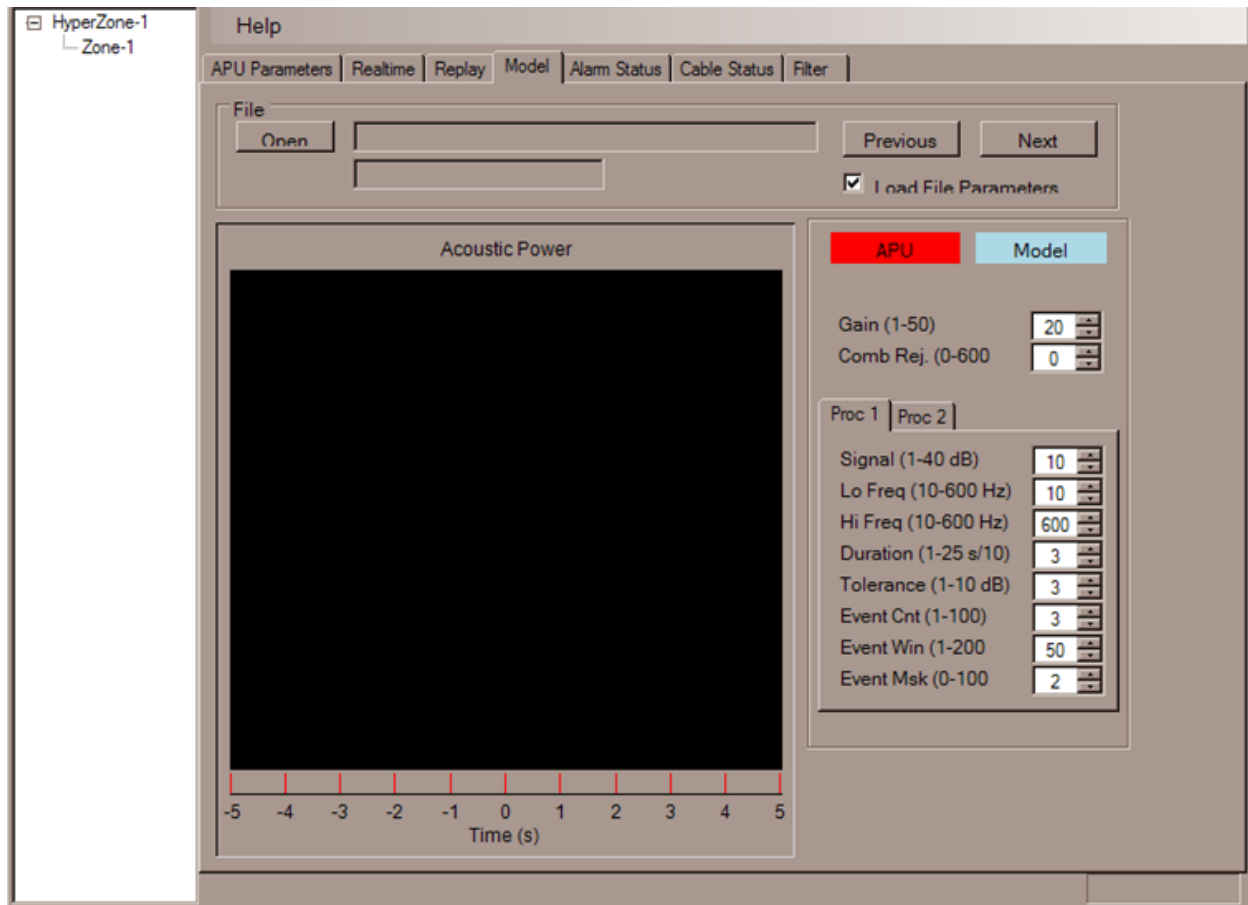 HyperZone-1
Zone-1
Help
APU Parameters Realtime Replay Model Alarm Status Cable Status Filter
File
Open Previous Next
Load File Parameters
Acoustic Power
APU Model
Gain (1-50) 20
Comb Rej. (0-600 0
Proc 1 Proc 2
Signal (1-40 dB) 10
Lo Freq (10-600 Hz) 10
Hi Freq (10-600 Hz) 600
Duration (1-25 s/10) 3
Tolerance (1-10 dB) 3
Event Cnt (1-100) 3
Event Win (1-200 50
Event Msk (0-100 2
-5 -4 -3 -2 -1 0 1 2 3 4 5
Time (s)